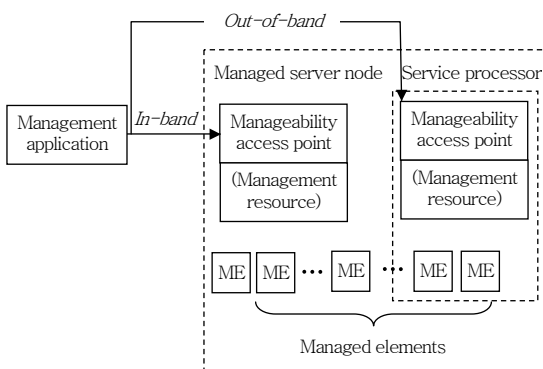 Out-of-band
Managed server node
Service processor
Management
application
In-band
Manageability
access point
(Management
resource)
Manageability
access point
(Management
resource)
ME ME ••• ME ••• ME ME
Managed elements